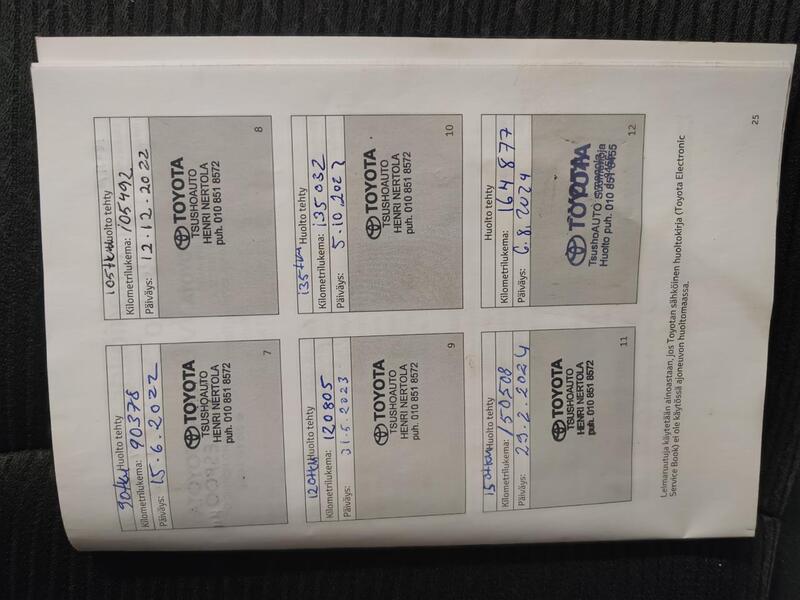 90tkm Huolto tehty
Kilometrilukema: 90378
Päiväys: 15.6.2022
TOYOTA
TSUSHOAUTO
HENRI NERTOLA
puh. 010 851 8572
7
105tkm Huolto tehty
Kilometrilukema: 105492
Päiväys: 12.12.2022
TOYOTA
TSUSHOAUTO
HENRI NERTOLA
puh. 010 851 8572
8
120tkm Huolto tehty
Kilometrilukema: 120805
Päiväys: 31.5.2023
TOYOTA
TSUSHOAUTO
HENRI NERTOLA
puh. 010 851 8572
9
135tkm Huolto tehty
Kilometrilukema: 135032
Päiväys: 5.10.2023
TOYOTA
TSUSHOAUTO
HENRI NERTOLA
puh. 010 851 8572
10
150tkm Huolto tehty
Kilometrilukema: 150508
Päiväys: 29.2.2024
TOYOTA
TSUSHOAUTO
HENRI NERTOLA
puh. 010 851 8572
11
Huolto tehty
Kilometrilukema: 164877
Päiväys: 6.8.2024
TOYOTA
TsushoAUTO
Huolto puh. 010 851
12
Leimaruutuja käytetään ainoastaan, jos Toyotan sähköinen huoltokirja (Toyota Electronic
Service Book) ei ole käytössä ajoneuvon huoltomaassa.
25